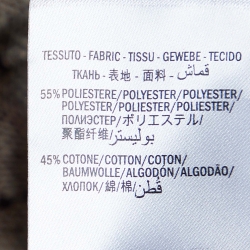 TESSUTO - FABRIC - TISSU - GEWEBE - TECIDO
ТКАНЬ - 表地 - 面料 - قماش
55% POLIESTERE/POLYESTER/POLYESTER/
POLYESTER/POLIESTER/POLIESTER/
ПОЛИЭСТЕР/ポリエステル/
聚酯纤维/بوليستر
45% COTONE/COTTON/COTON/
BAUMWOLLE/ALGODÓN/ALGODÃO/
ХЛОПОК/綿/棉/قطن